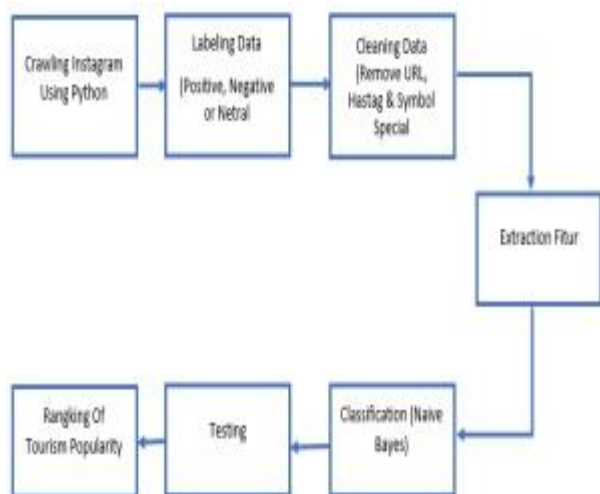 Crawling Instagram
Using Python
Labeling Data
(Positive, Negative
or Netral
Cleaning Data
(Remove URL,
Hastag & Symbol
Special
Extraction Fitur
Classification (Naive
Bayes)
Testing
Rangking Of
Tourism Popularity